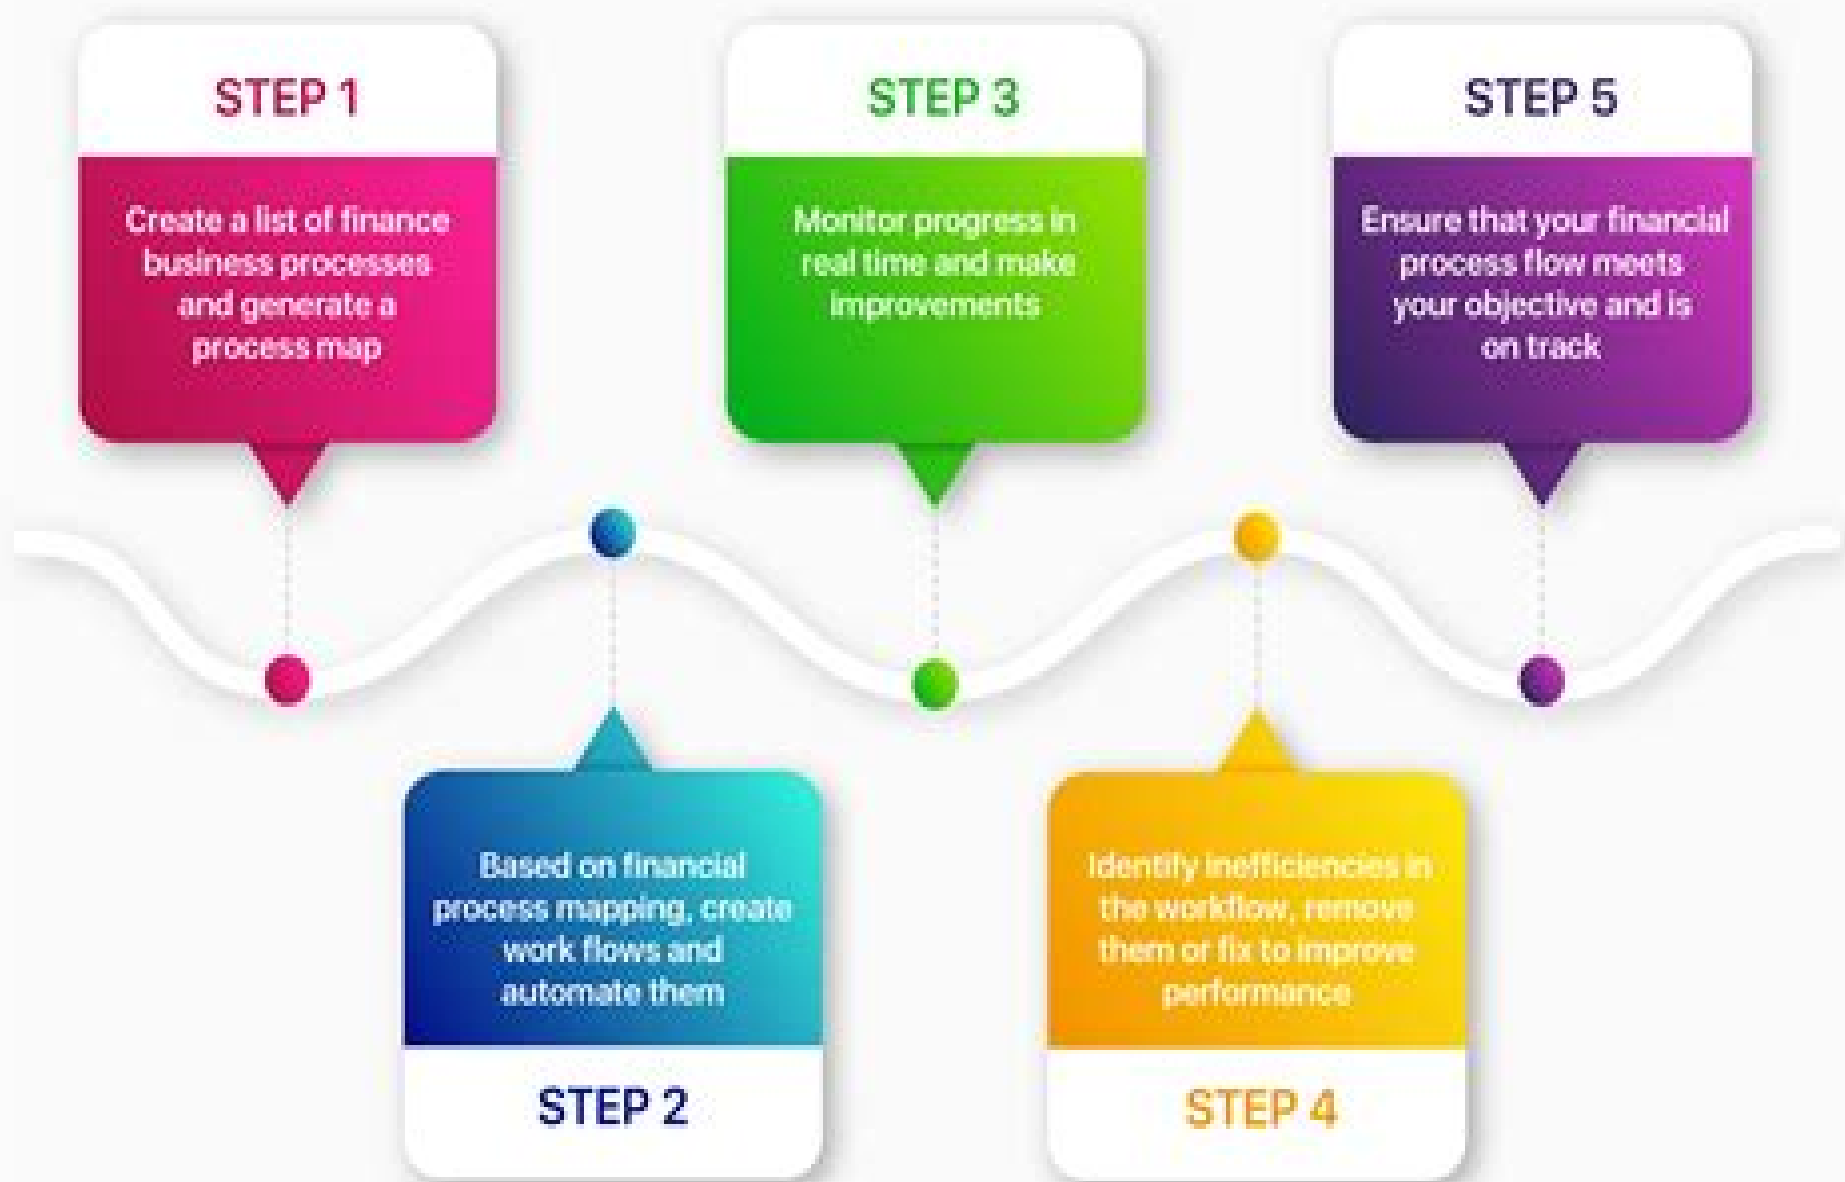 STEP 1
Create a list of finance
business processes
and generate a
process map
Based on financial
process mapping, create
work flows and
automate them
STEP 2
STEP 3
Monitor progress in
real time and make
improvements
Identify inefficiencies in
the workflow, remove
them or fix to improve
performance
STEP 4
STEP 5
Ensure that your financial
process flow meets
your objective and is
on track